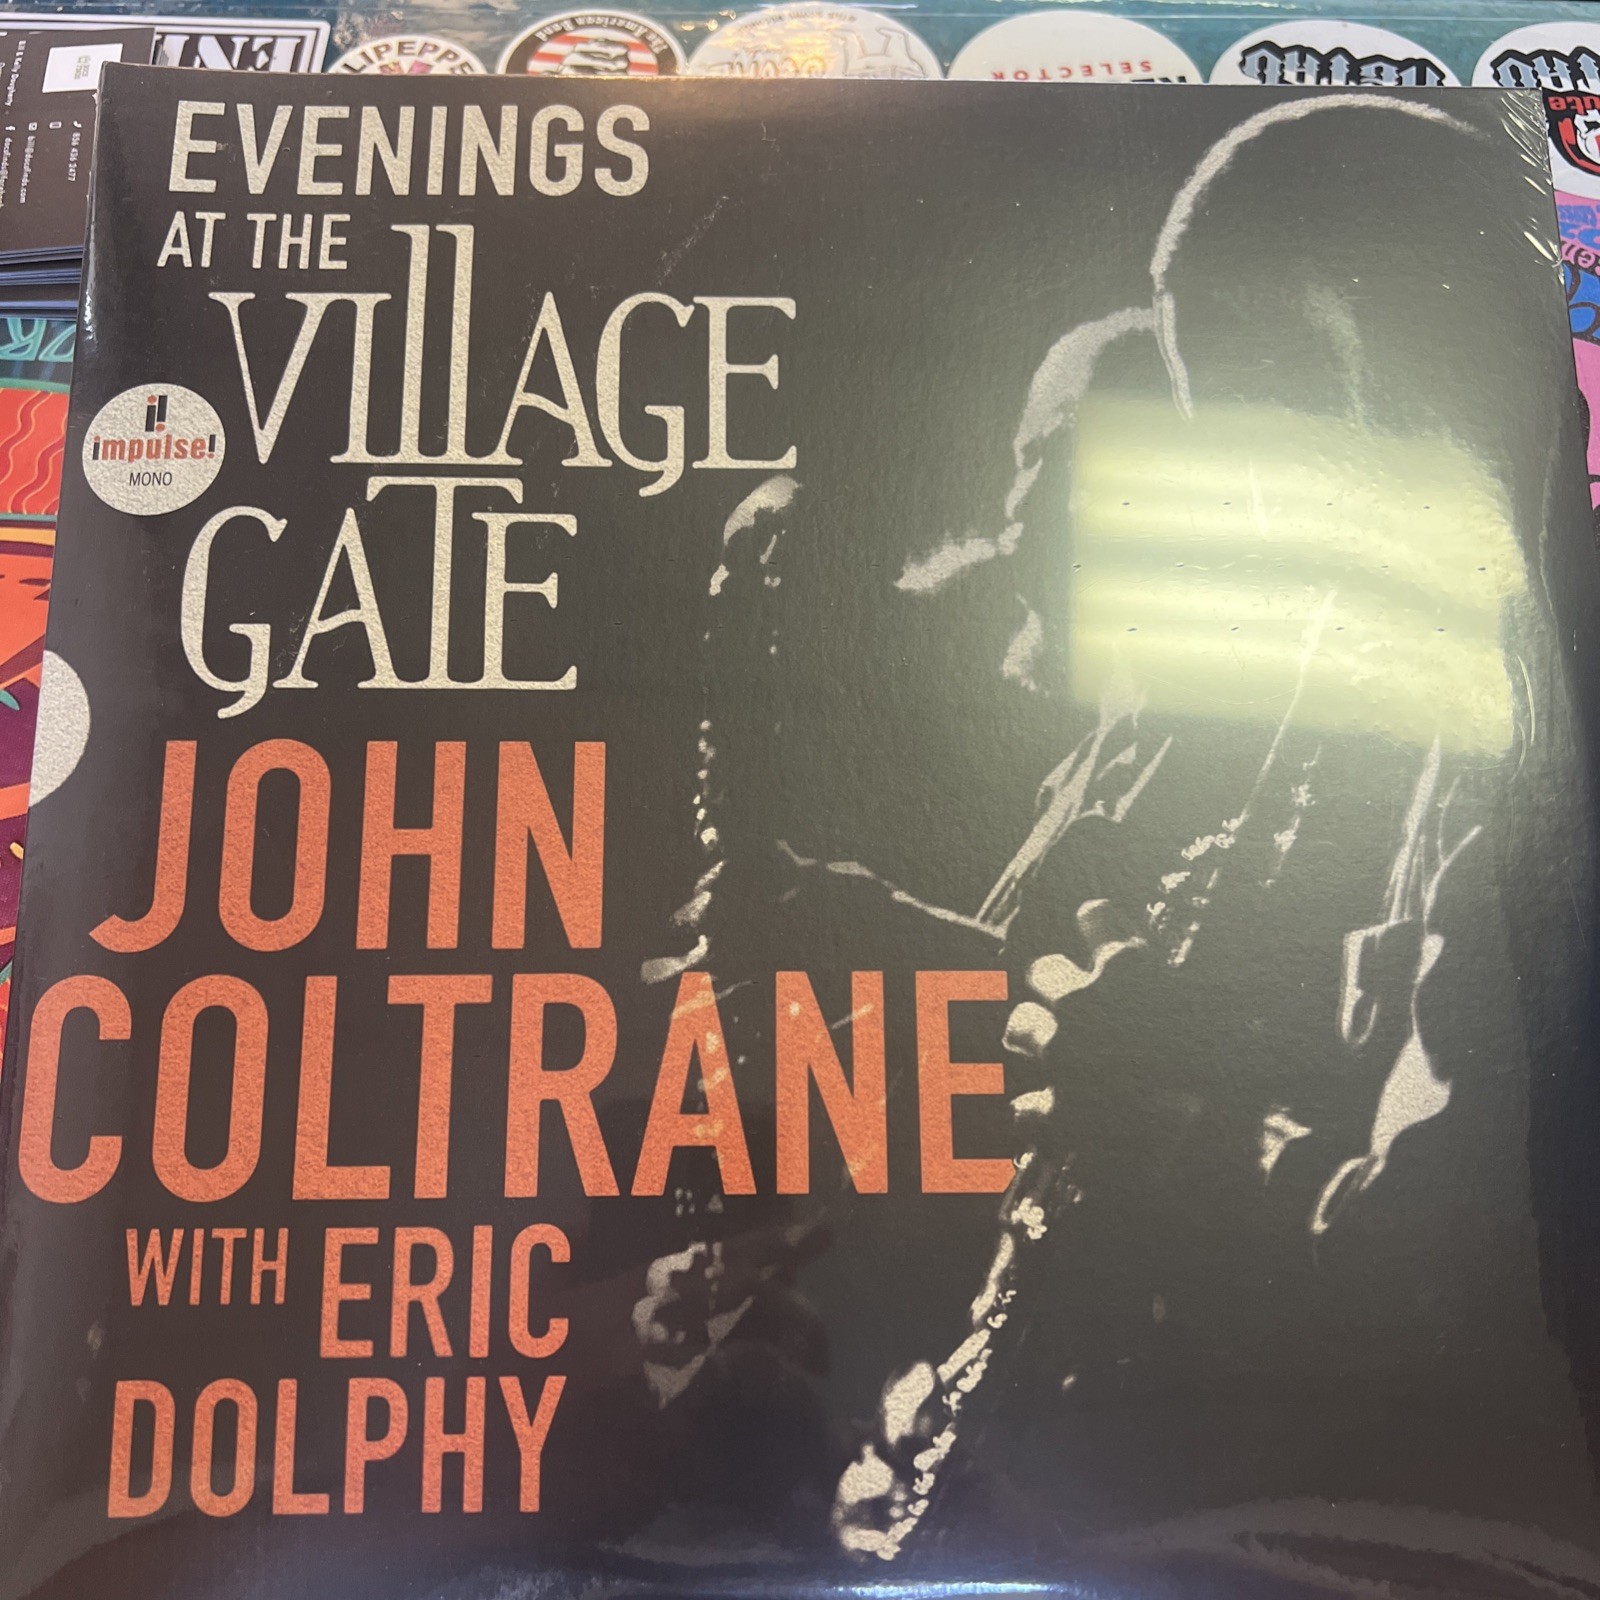 EVENINGS
AT THE
VILLAGE
GATE
impulse!
MONO
JOHN
COLTRANE
WITH ERIC
DOLPHY
SELECTOR